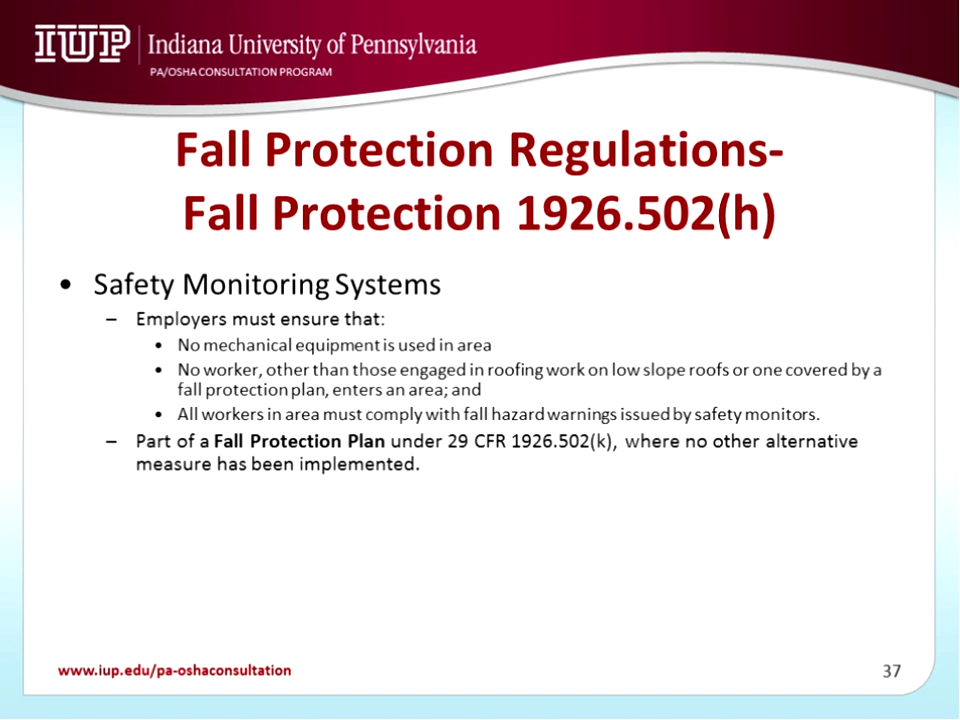 IUP Indiana University of Pennsylvania
PA/OSHA CONSULTATION PROGRAM
Fall Protection Regulations-
Fall Protection 1926.502(h)
• Safety Monitoring Systems
– Employers must ensure that:
• No mechanical equipment is used in area
• No worker, other than those engaged in roofing work on low slope roofs or one covered by a
fall protection plan, enters an area; and
• All workers in area must comply with fall hazard warnings issued by safety monitors.
– Part of a Fall Protection Plan under 29 CFR 1926.502(k), where no other alternative
measure has been implemented.
www.iup.edu/pa-oshaconsultation
37